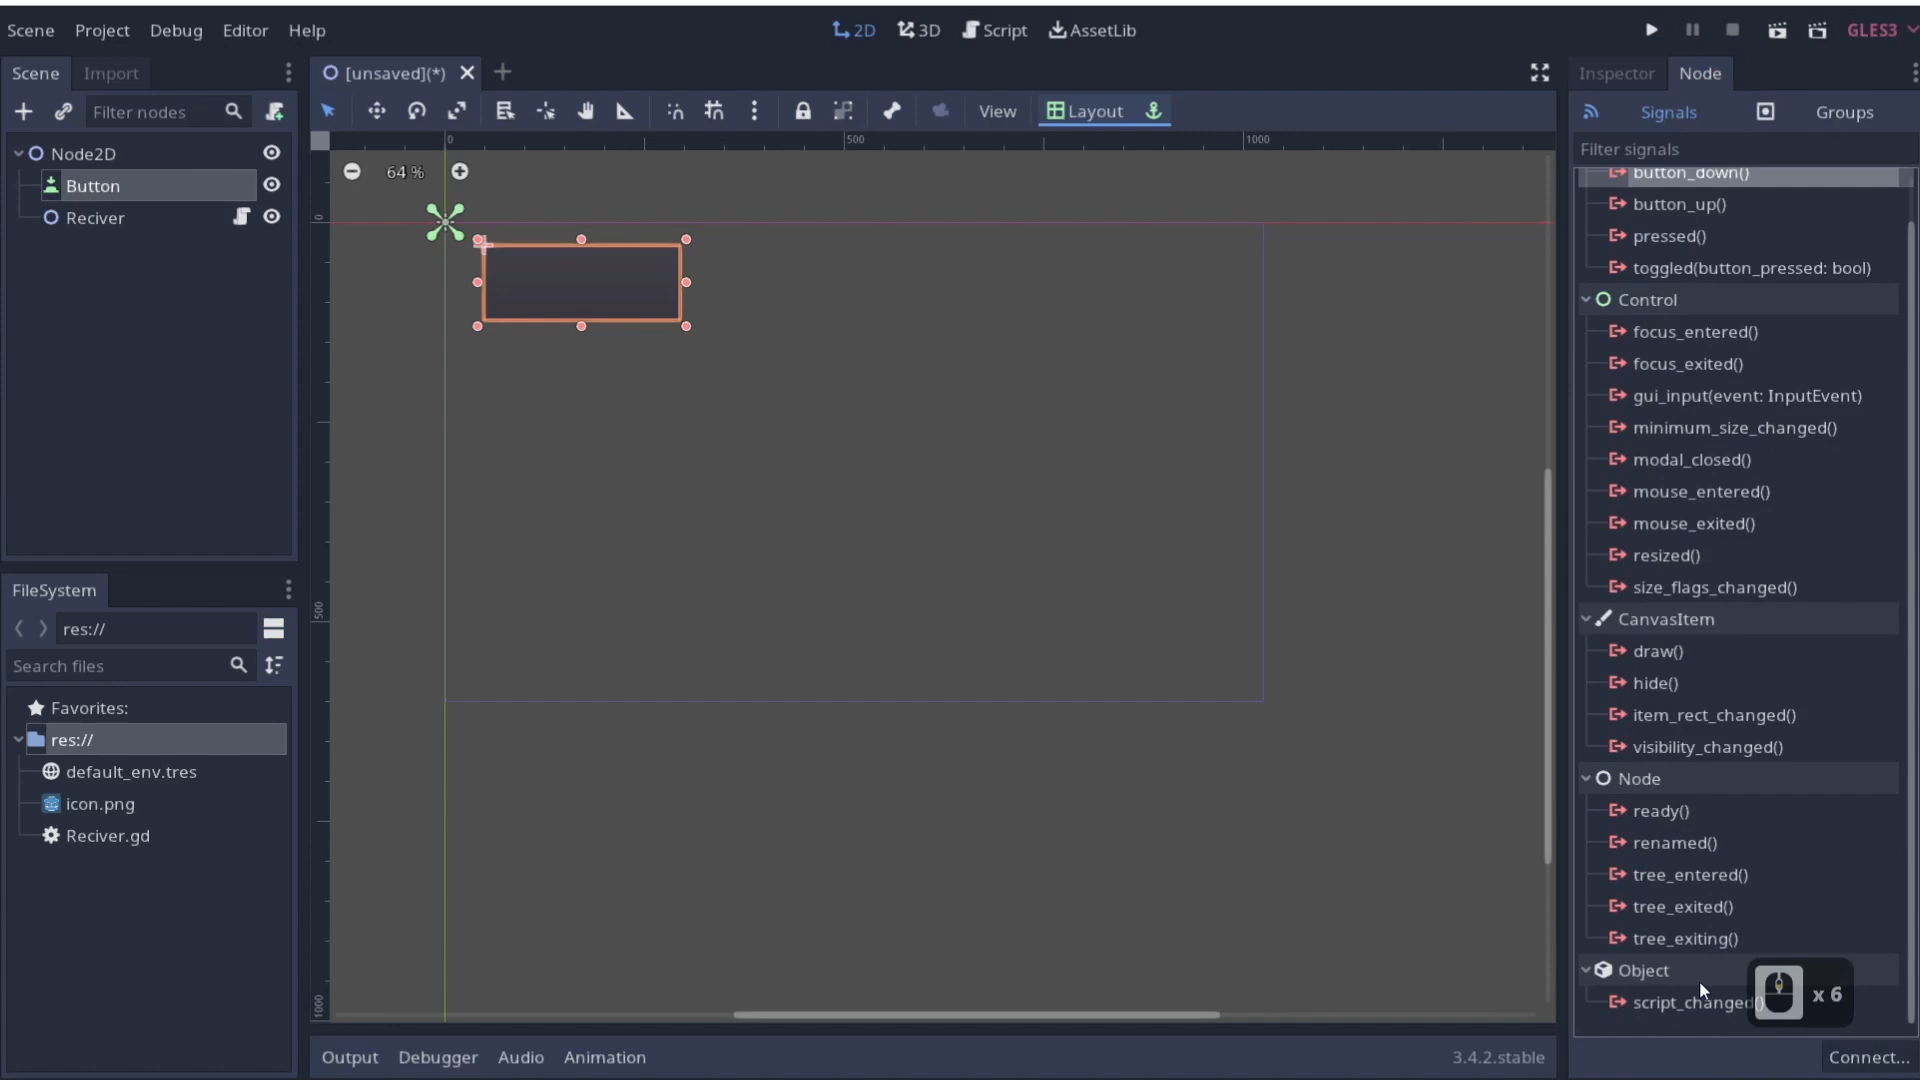 Scene Project Debug Editor Help
2D 3D Script AssetLib
GLES3
Scene Import
[unsaved](*)
Inspector Node
Filter nodes
View Layout
Signals Groups
Filter signals
0 500 1000
64 %
0
500
1000
Node2D
Button
Reciver
FileSystem
res://
Search files
Favorites:
res://
default_env.tres
icon.png
Reciver.gd
button_down()
button_up()
pressed()
toggled(button_pressed: bool)
Control
focus_entered()
focus_exited()
gui_input(event: InputEvent)
minimum_size_changed()
modal_closed()
mouse_entered()
mouse_exited()
resized()
size_flags_changed()
CanvasItem
draw()
hide()
item_rect_changed()
visibility_changed()
Node
ready()
renamed()
tree_entered()
tree_exited()
tree_exiting()
Object
script_changed()
x 6
Output Debugger Audio Animation
3.4.2.stable
Connect...